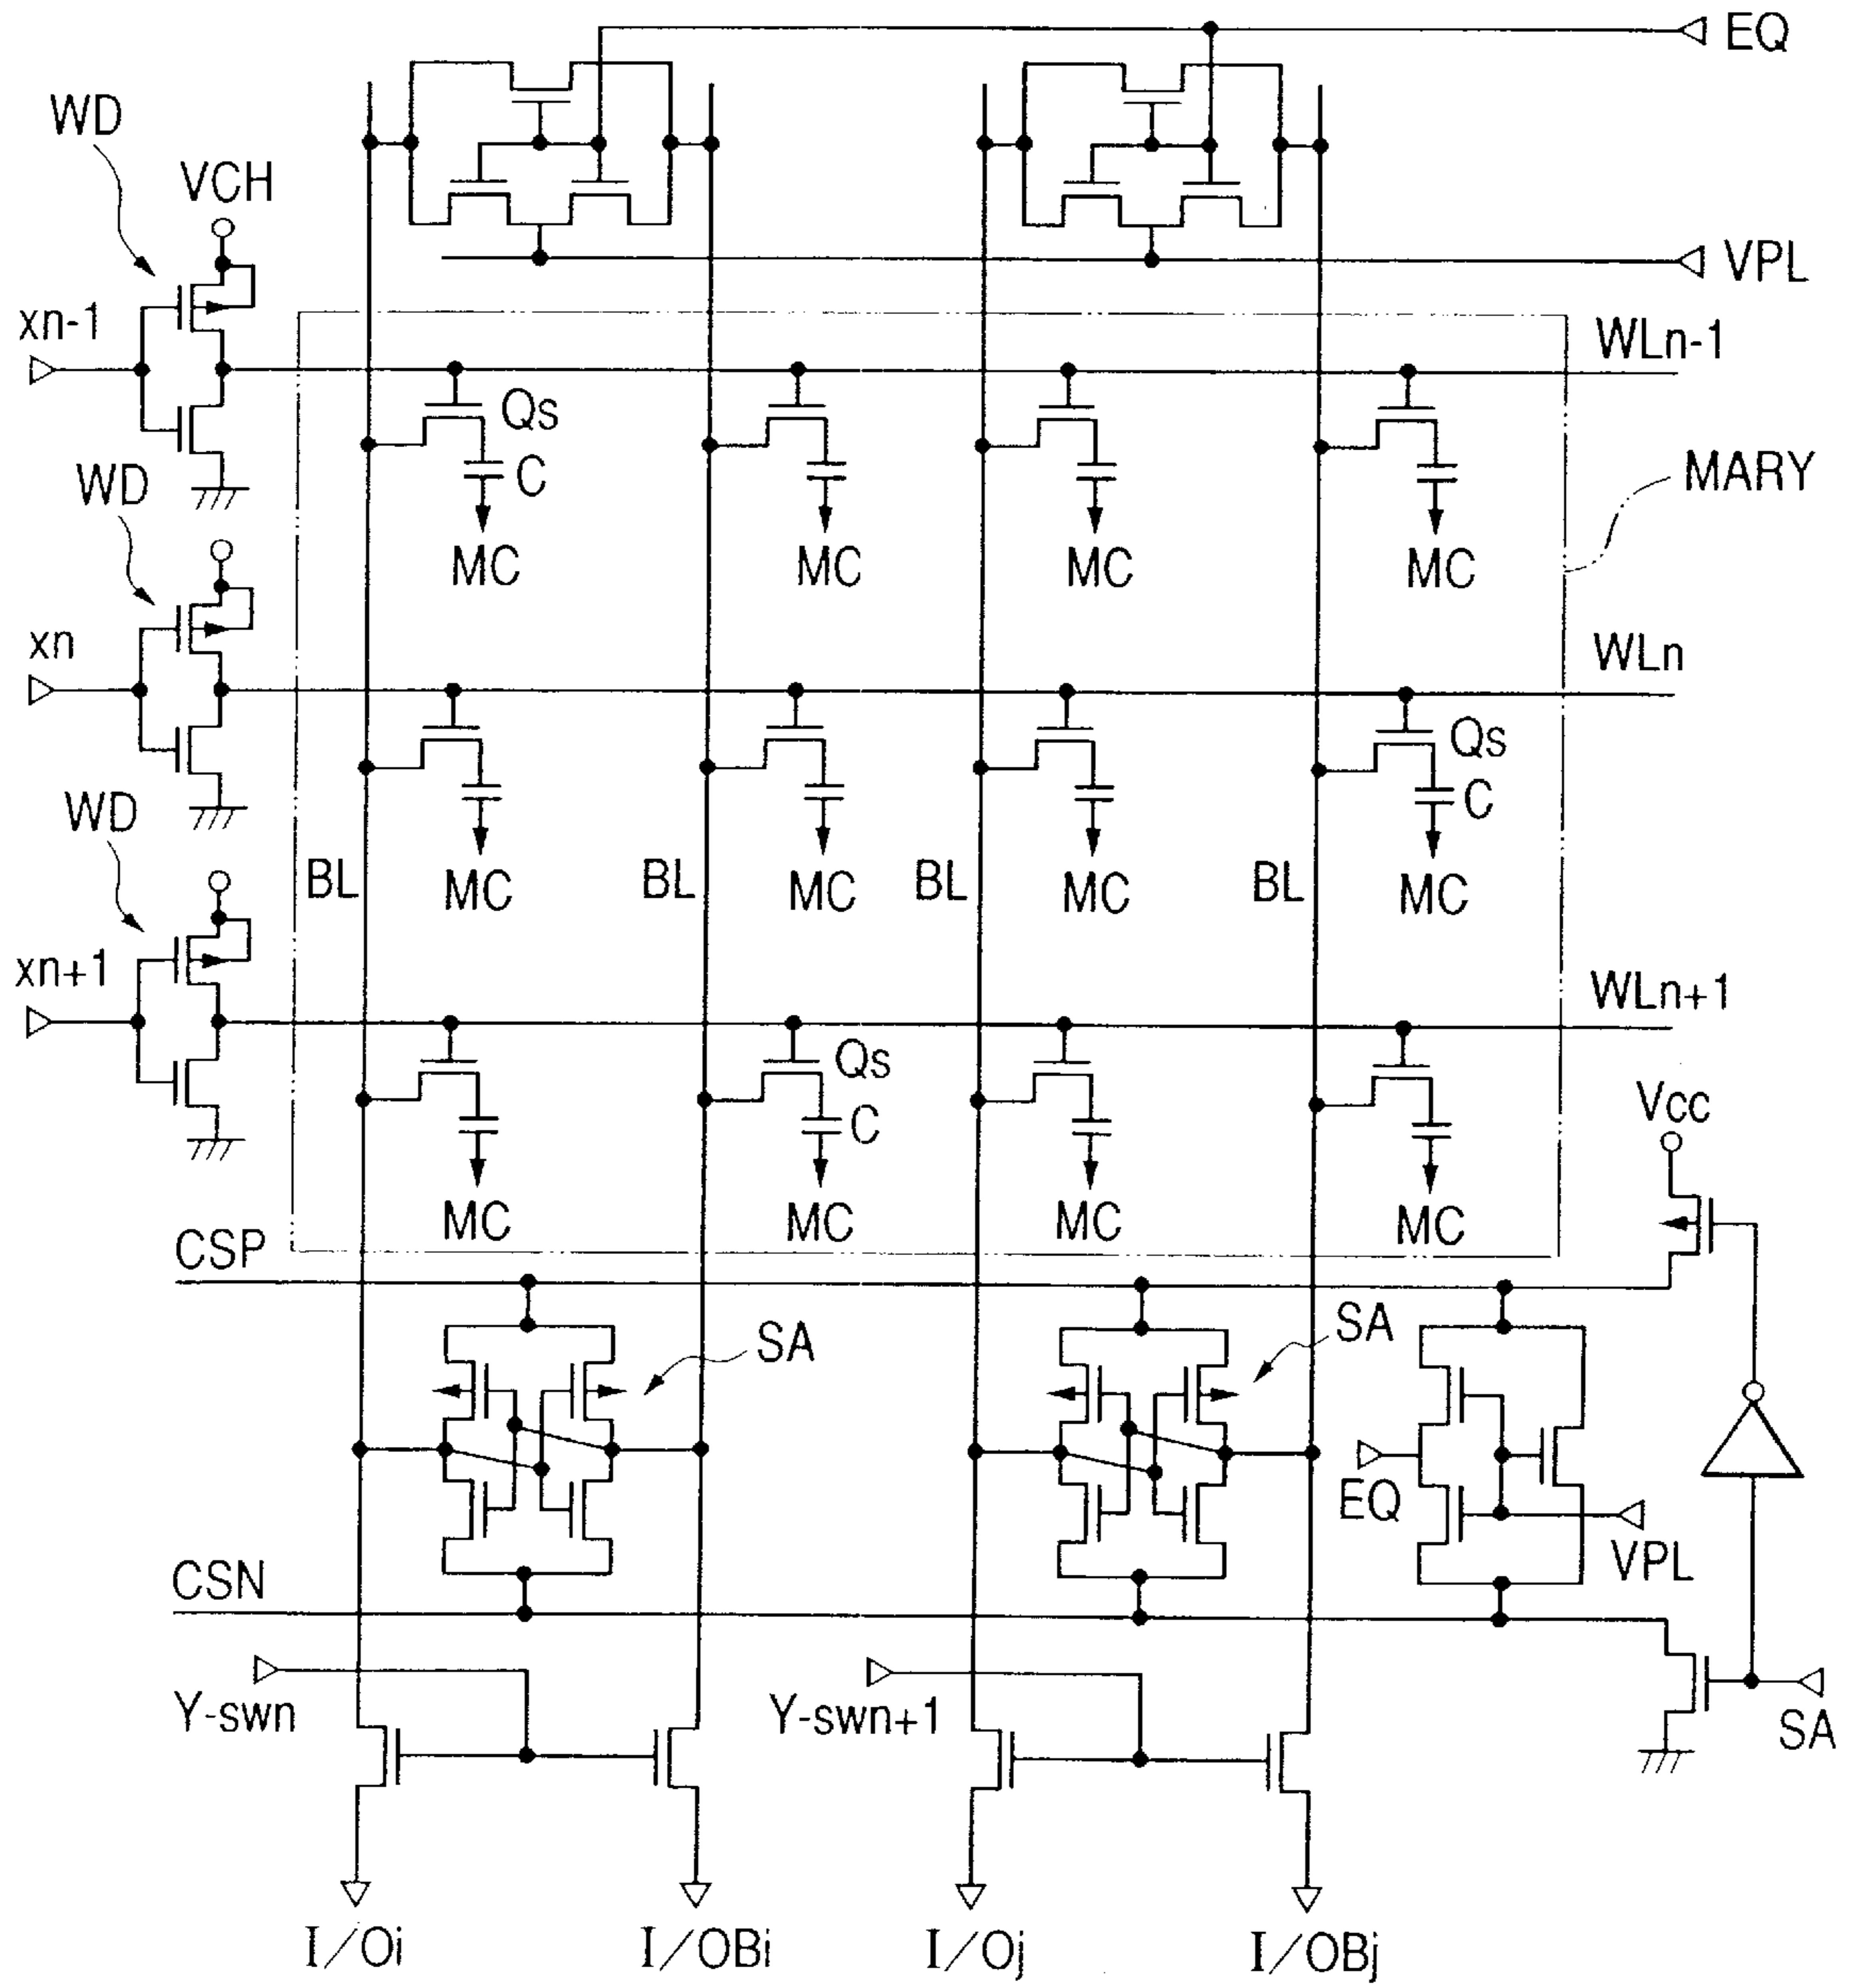 EQ
WD
VCH
VPL
xn-1
WLn-1
Qs
C
WD
MARY
MC MC MC MC
xn
WLn
Qs
C
WD
BL BL BL BL
MC MC MC MC
xn+1
WLn+1
Qs
C
Vcc
MC MC MC MC
CSP
SA SA
EQ
VPL
CSN
Y-swn Y-swn+1
SA
I/Oi I/OBi I/Oj I/OBj